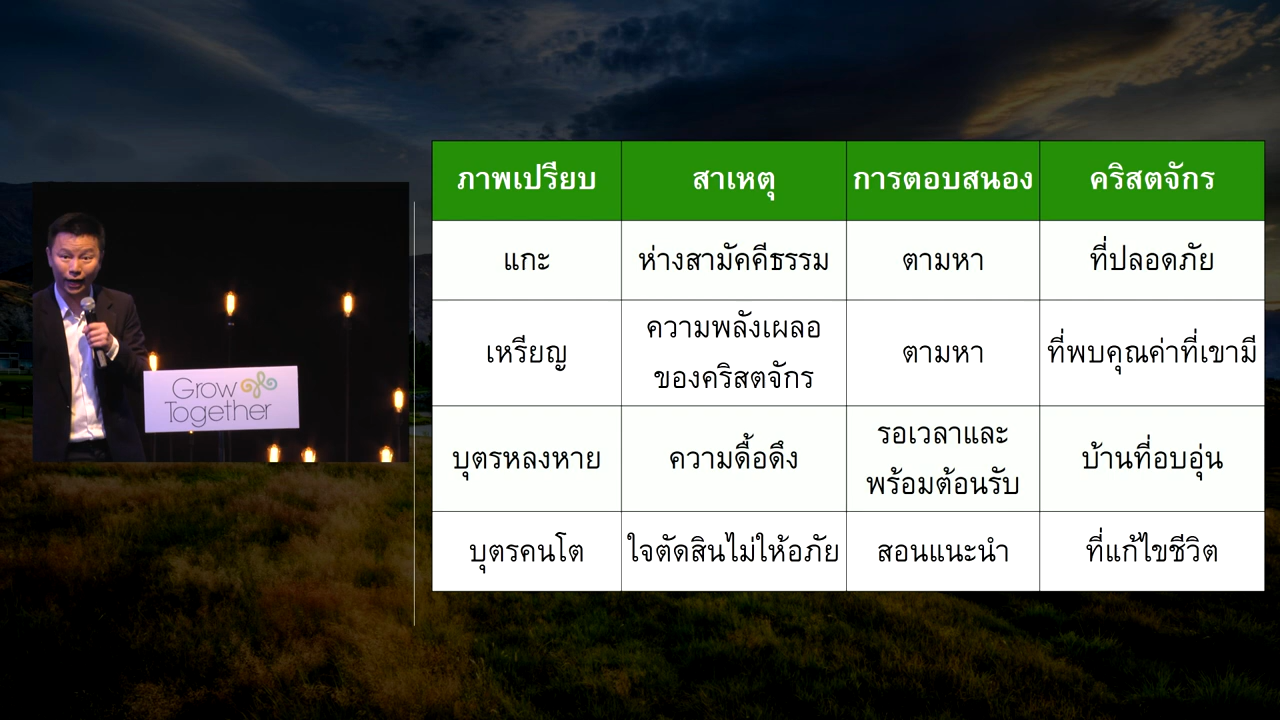 Grow
Together
ภาพเปรียบ สาเหตุ การตอบสนอง คริสตจักร
แกะ ห่างสามัคคีธรรม ตามหา ที่ปลอดภัย
เหรียญ ความพลังเผลอ ของคริสตจักร ตามหา ที่พบคุณค่าที่เขามี
บุตรหลงหาย ความดื้อดึง รอเวลาและ พร้อมต้อนรับ บ้านที่อบอุ่น
บุตรคนโต ใจตัดสินไม่ให้อภัย สอนแนะนำ ที่แก้ไขชีวิต